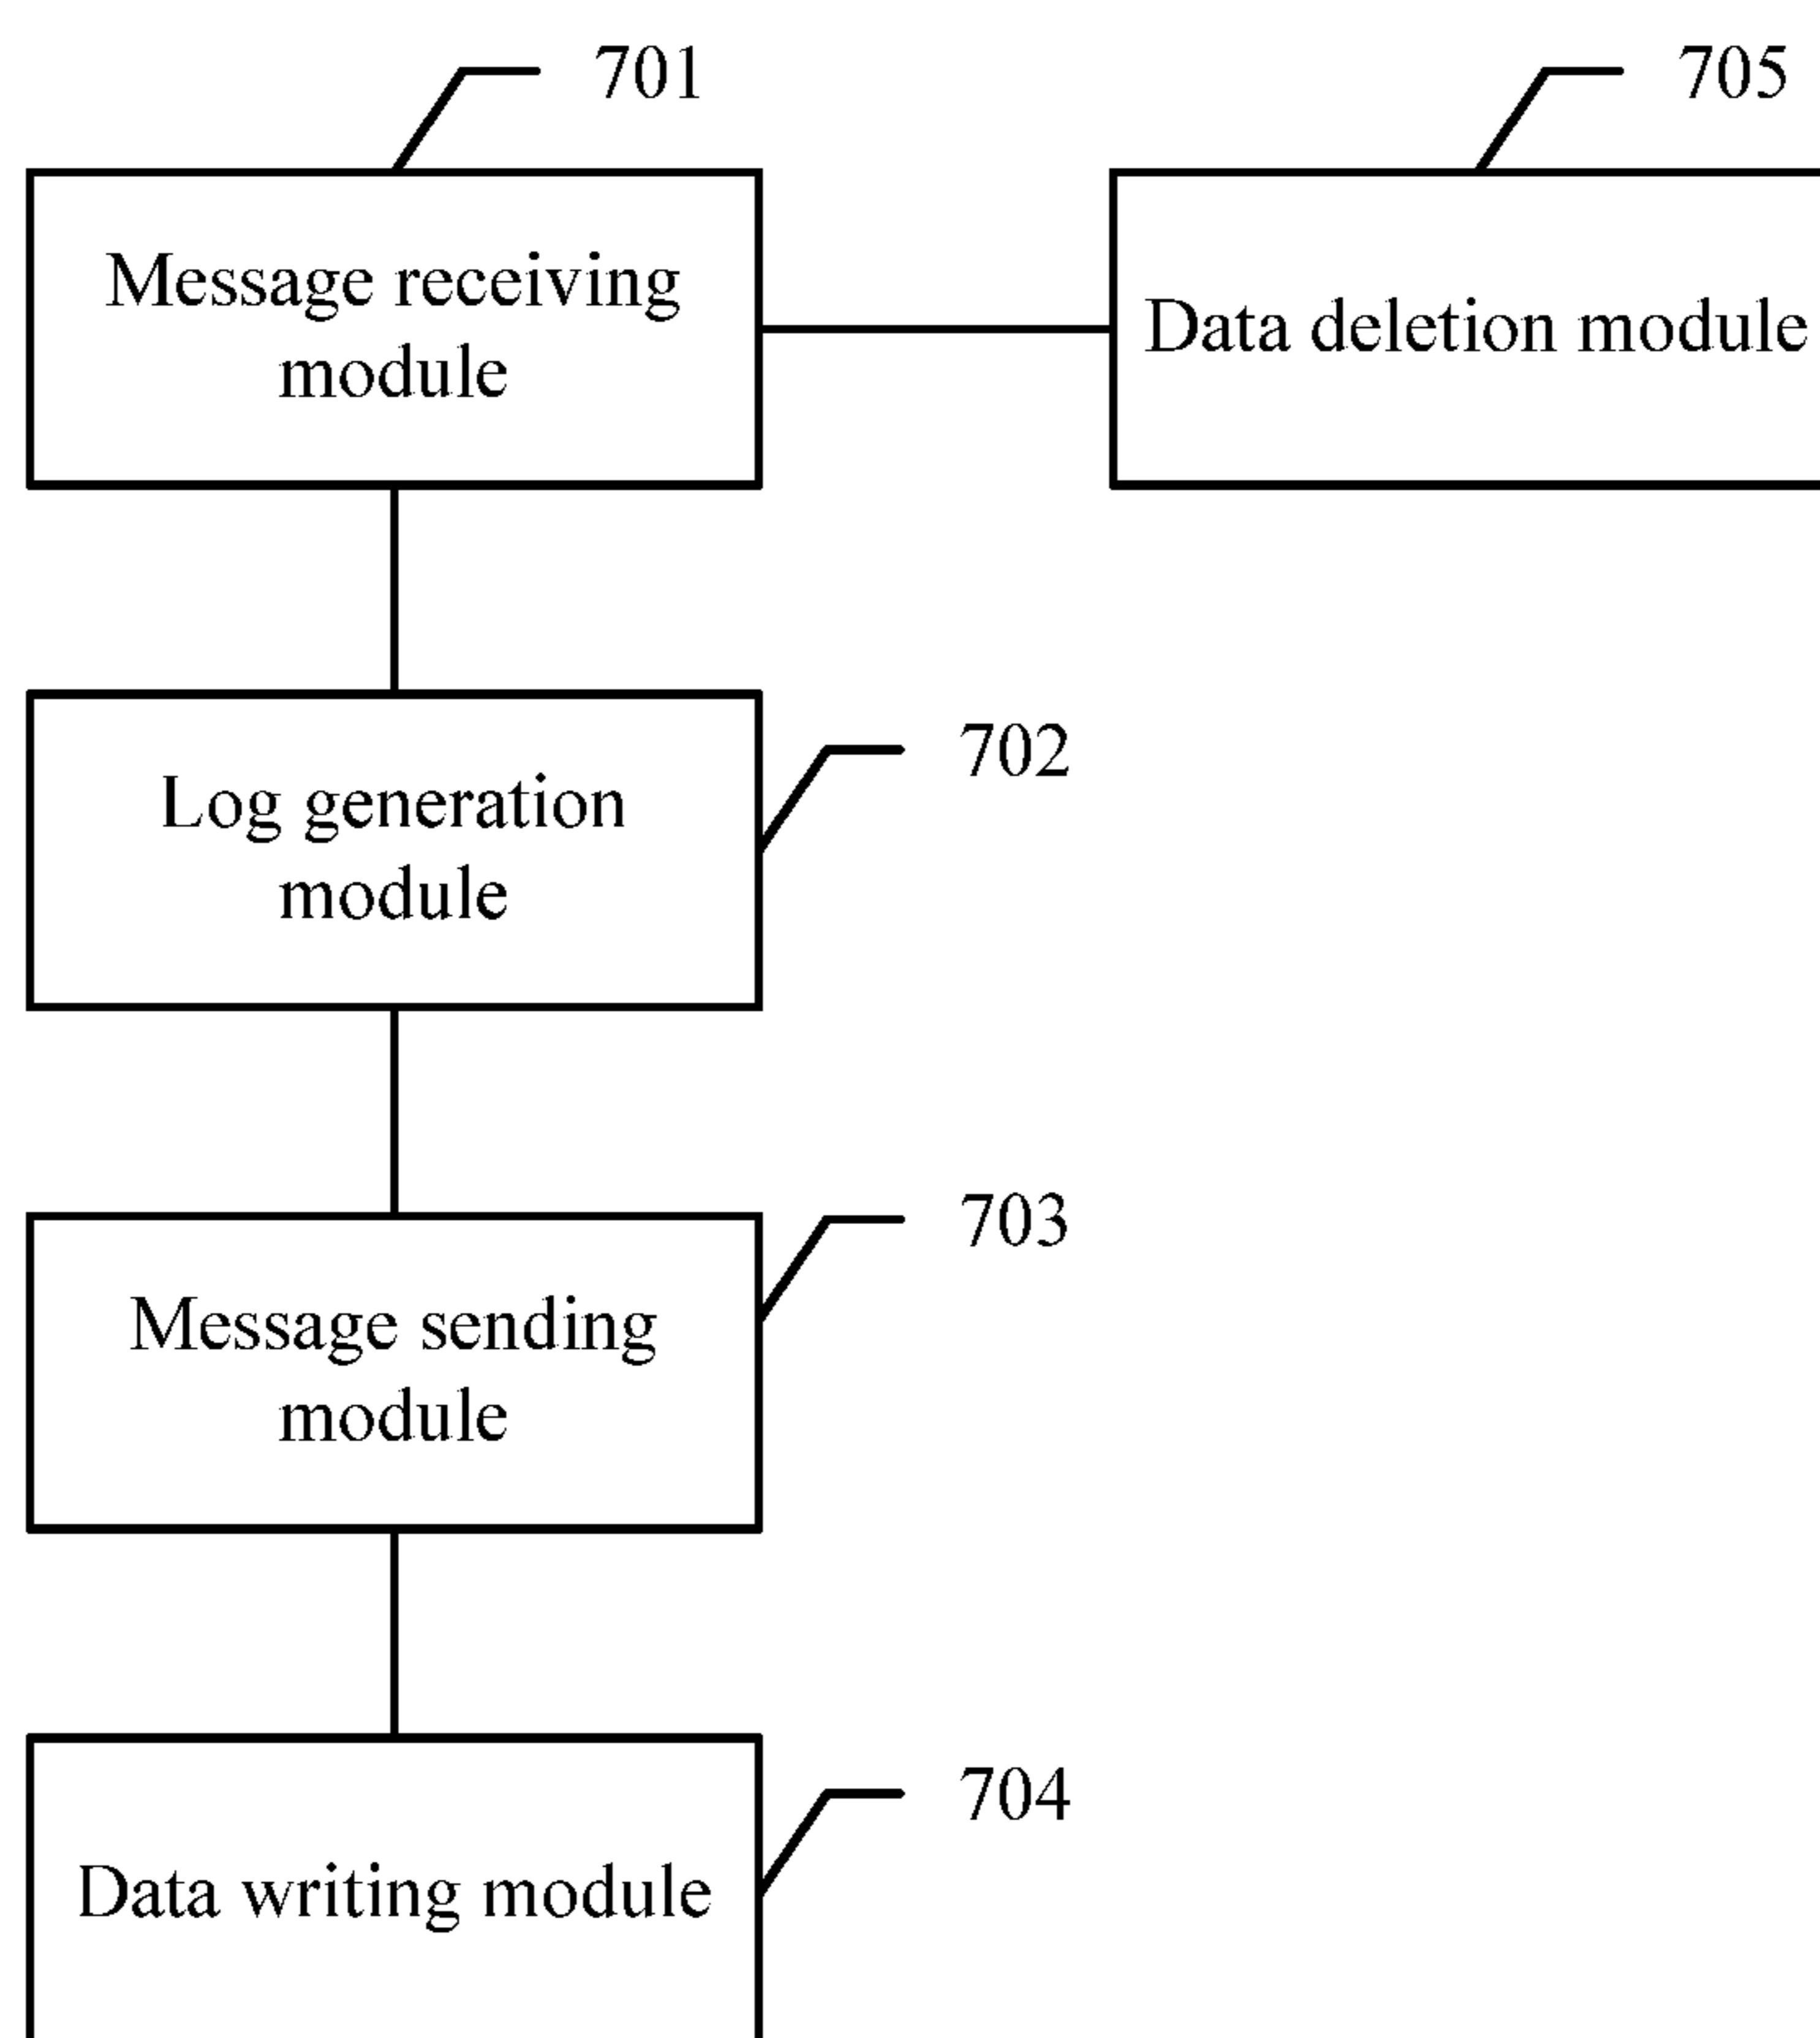 701
705
Message receiving
module
Data deletion module
702
Log generation
module
703
Message sending
module
704
Data writing module